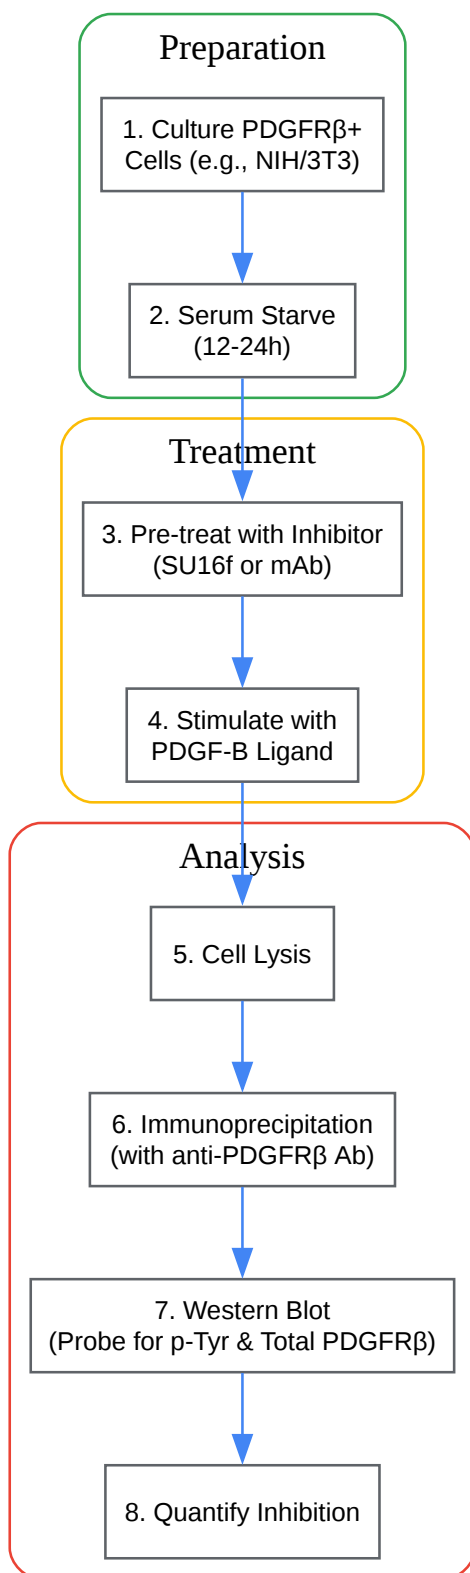 Preparation
1. Culture PDGFRβ+
Cells (e.g., NIH/3T3)
2. Serum Starve
(12-24h)
Treatment
3. Pre-treat with Inhibitor
(SU16f or mAb)
4. Stimulate with
PDGF-B Ligand
Analysis
5. Cell Lysis
6. Immunoprecipitation
(with anti-PDGFRβ Ab)
7. Western Blot
(Probe for p-Tyr & Total PDGFRβ)
8. Quantify Inhibition